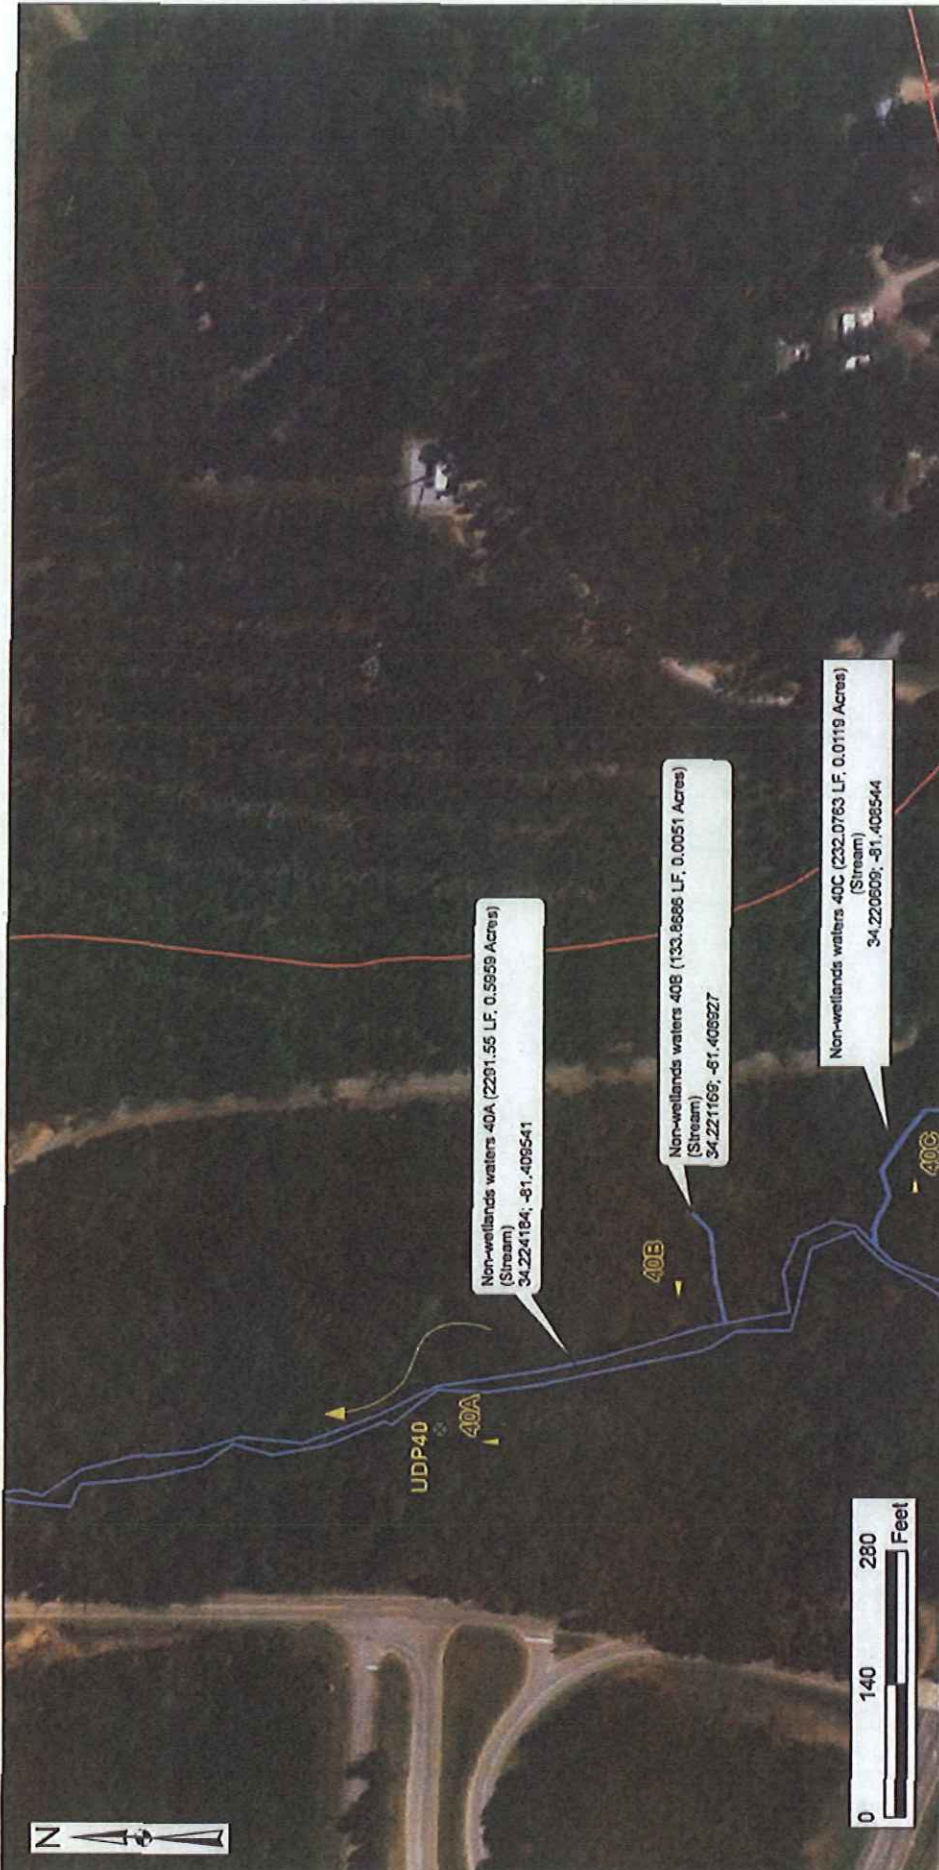 N
UDP40
40A
Non-wetlands waters 40A (2291.55 LF, 0.5959 Acres)
(Stream)
34.224184; -81.409541
40B
Non-wetlands waters 40B (133.8686 LF, 0.0051 Acres)
(Stream)
34.221169; -81.408927
40C
Non-wetlands waters 40C (232.0763 LF, 0.0119 Acres)
(Stream)
34.220609; -81.408544
0 140 280
Feet